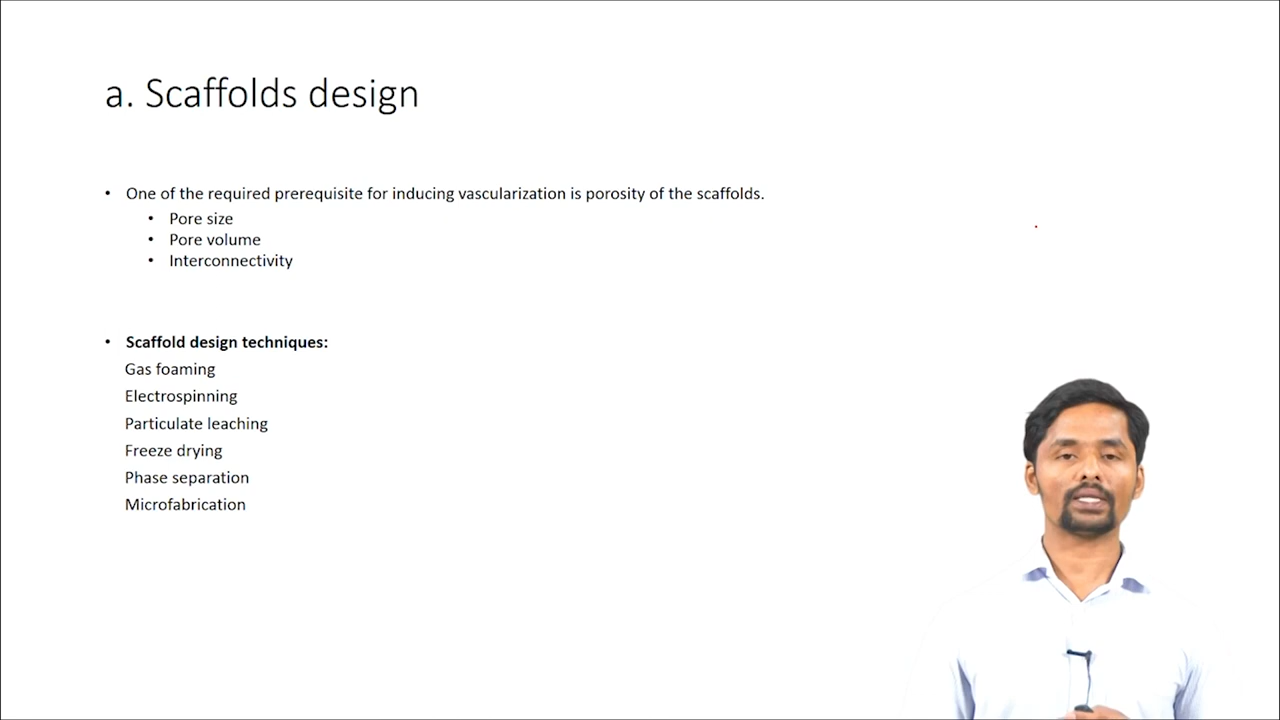 a. Scaffolds design
• One of the required prerequisite for inducing vascularization is porosity of the scaffolds.
• Pore size
• Pore volume
• Interconnectivity
• Scaffold design techniques:
Gas foaming
Electrospinning
Particulate leaching
Freeze drying
Phase separation
Microfabrication